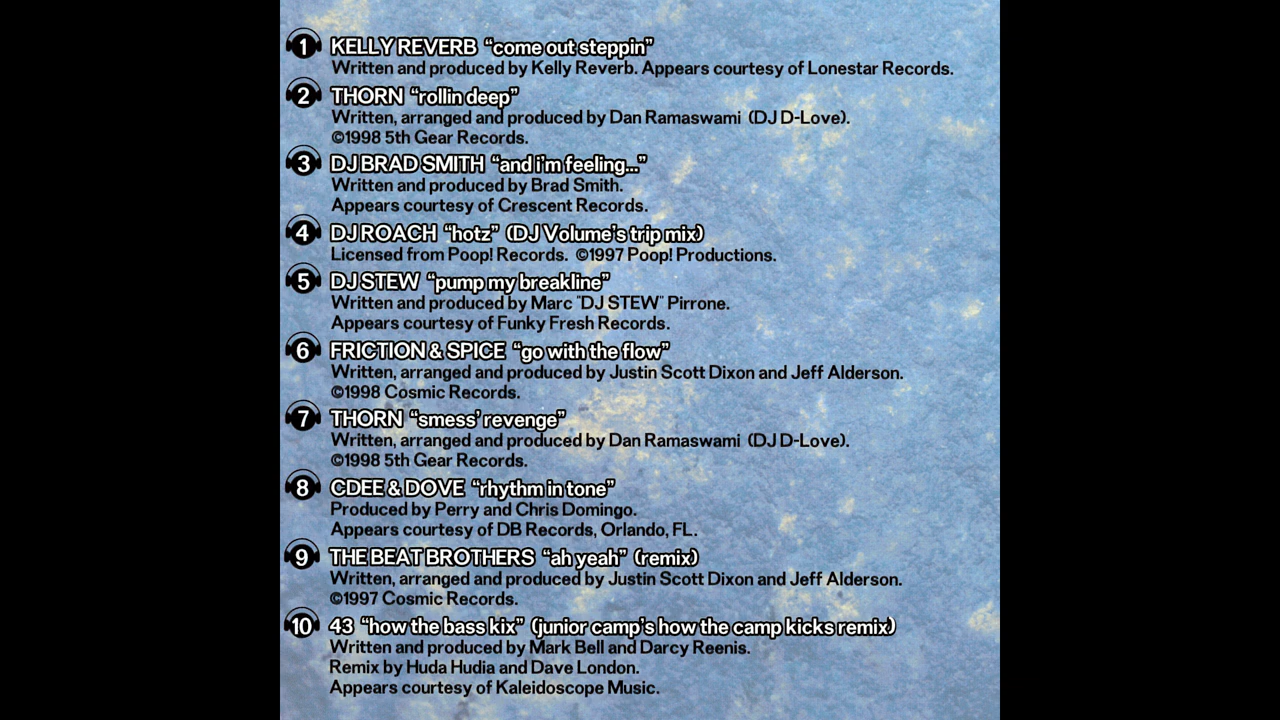 1 KELLY REVERB “come out steppin”
Written and produced by Kelly Reverb. Appears courtesy of Lonestar Records.
2 THORN “rollin deep”
Written, arranged and produced by Dan Ramaswami (DJ D-Love).
©1998 5th Gear Records.
3 DJ BRAD SMITH “and i'm feeling...”
Written and produced by Brad Smith.
Appears courtesy of Crescent Records.
4 DJ ROACH “hotz” (DJ Volume's trip mix)
Licensed from Poop! Records. ©1997 Poop! Productions.
5 DJ STEW “pump my breakline”
Written and produced by Marc "DJ STEW" Pirrone.
Appears courtesy of Funky Fresh Records.
6 FRICTION & SPICE “go with the flow”
Written, arranged and produced by Justin Scott Dixon and Jeff Alderson.
©1998 Cosmic Records.
7 THORN “smess' revenge”
Written, arranged and produced by Dan Ramaswami (DJ D-Love).
©1998 5th Gear Records.
8 CDEE & DOVE “rhythm in tone”
Produced by Perry and Chris Domingo.
Appears courtesy of DB Records, Orlando, FL.
9 THE BEAT BROTHERS “ah yeah” (remix)
Written, arranged and produced by Justin Scott Dixon and Jeff Alderson.
©1997 Cosmic Records.
10 43 “how the bass kix” (junior camp's how the camp kicks remix)
Written and produced by Mark Bell and Darcy Reenis.
Remix by Huda Hudia and Dave London.
Appears courtesy of Kaleidoscope Music.